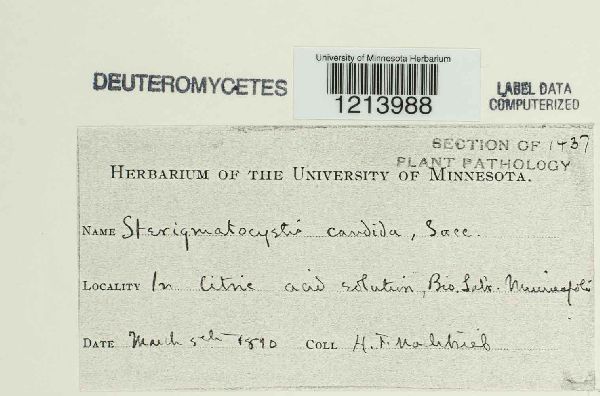 University of Minnesota Herbarium
DEUTEROMYCETES
1213988
LABEL DATA
COMPUTERIZED
SECTION OF 1437
PLANT PATHOLOGY
HERBARIUM OF THE UNIVERSITY OF MINNESOTA.
NAME Sterigmatocystis candida, Sacc.
LOCALITY In Citric acid solution, Bio. Lab. Minneapolis
DATE March 1890 COLL H. F.